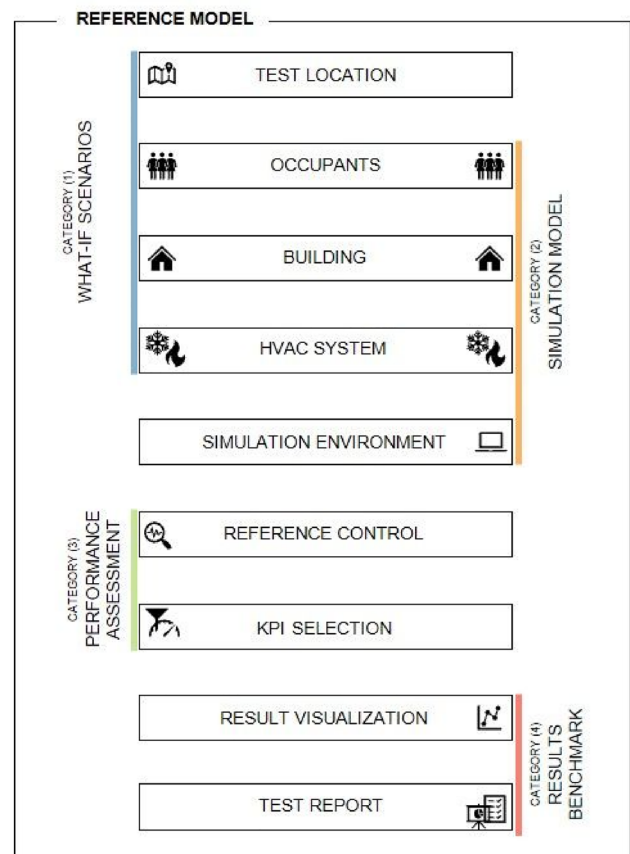 REFERENCE MODEL
TEST LOCATION
CATEGORY (1)
WHAT-IF SCENARIOS
OCCUPANTS
BUILDING
HVAC SYSTEM
CATEGORY (2)
SIMULATION MODEL
SIMULATION ENVIRONMENT
CATEGORY (3)
PERFORMANCE
ASSESSMENT
REFERENCE CONTROL
KPI SELECTION
RESULT VISUALIZATION
TEST REPORT
CATEGORY (4)
RESULTS
BENCHMARK